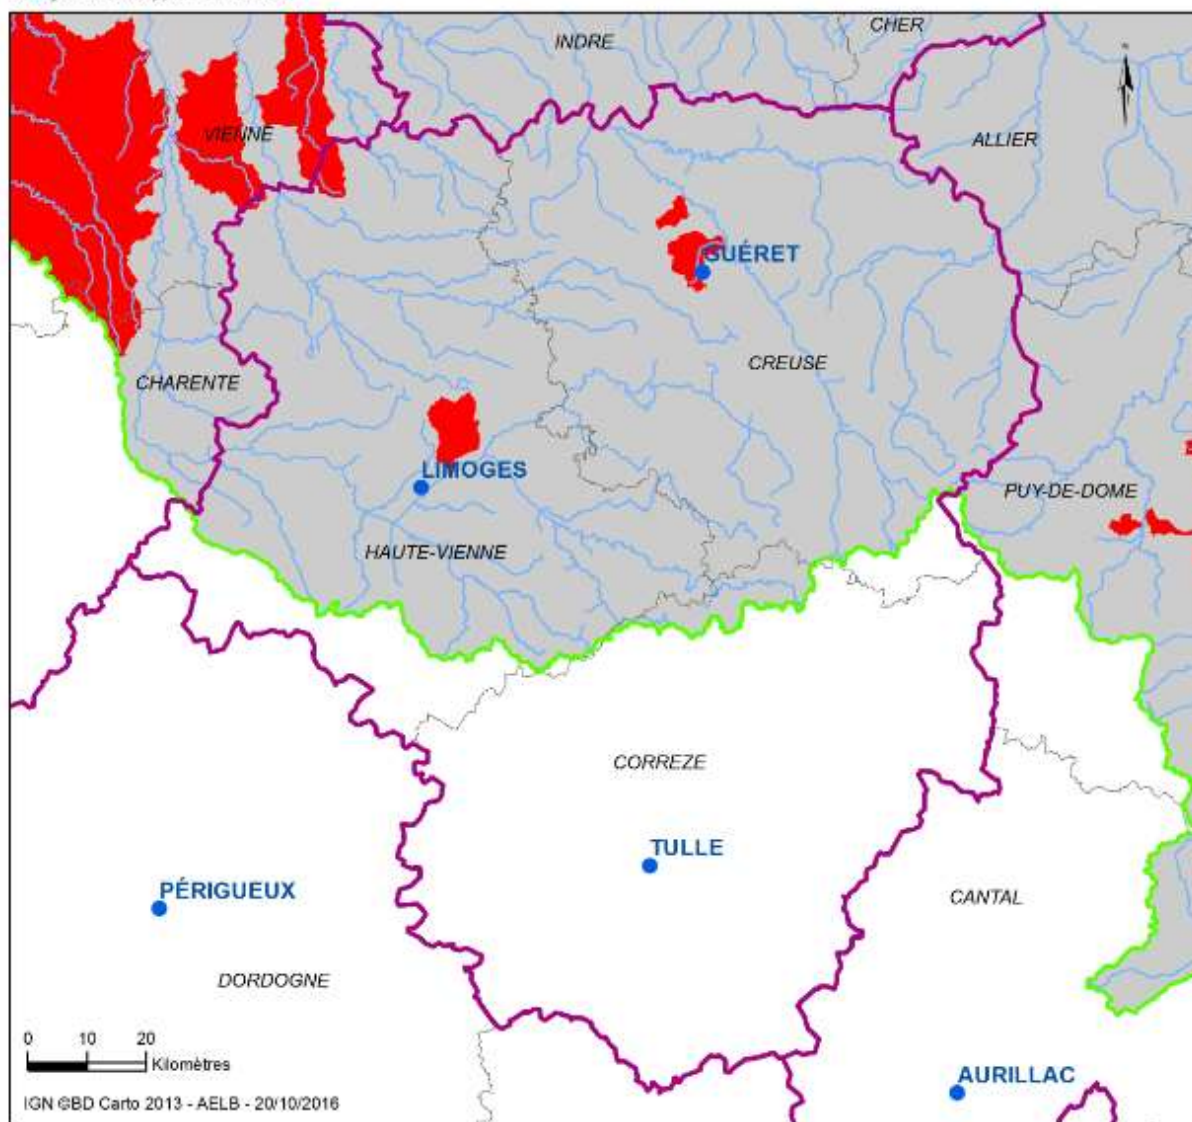 INDRE
CHER
VIENNE
ALLIER
GUÉRET
CREUSE
CHARENTE
LIMOGES
PUY-DE-DOME
HAUTE-VIENNE
CORREZE
TULLE
PÉRIGUEUX
CANTAL
DORDOGNE
0 10 20
Kilomètres
AURILLAC
IGN ©BD Carto 2013 - AELB - 20/10/2016